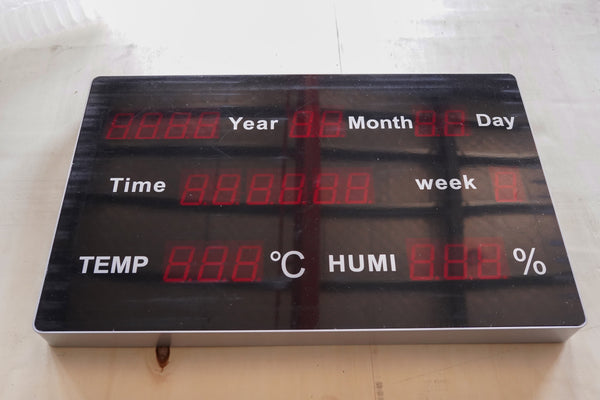 Year Month Day
Time week
TEMP °C HUMI %